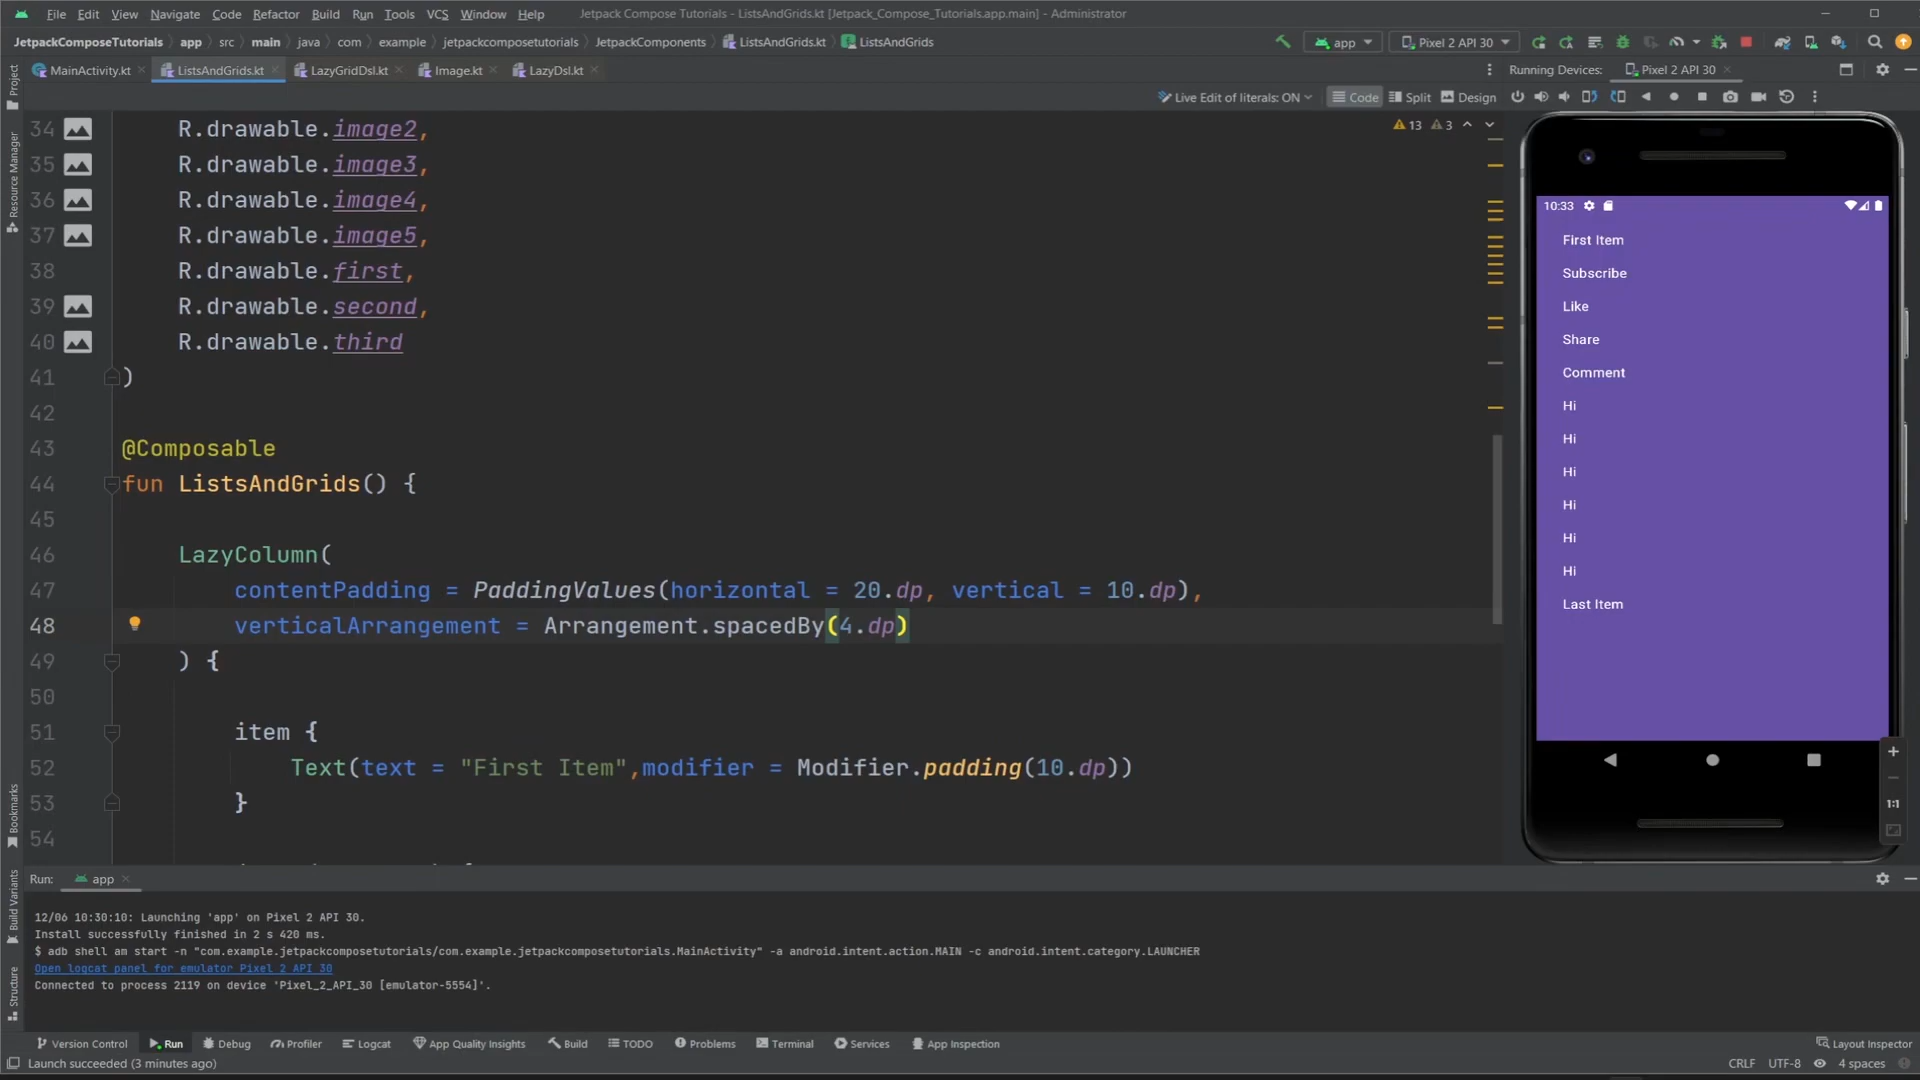 File Edit View Navigate Code Refactor Build Run Tools VCS Window Help Jetpack Compose Tutorials - ListsAndGrids.kt [Jetpack_Compose_Tutorials.app.main] - Administrator
JetpackComposeTutorials app src main java com example jetpackcomposetutorials JetpackComponents ListsAndGrids.kt ListsAndGrids app Pixel 2 API 30
MainActivity.kt ListsAndGrids.kt LazyGridDsl.kt Image.kt LazyDsl.kt Running Devices: Pixel 2 API 30
Live Edit of literals: ON Code Split Design
13 3
Project
Resource Manager
Bookmarks
Build Variants
Structure
34 R.drawable.image2,
35 R.drawable.image3,
36 R.drawable.image4,
37 R.drawable.image5,
38 R.drawable.first,
39 R.drawable.second,
40 R.drawable.third
41 )
42
43 @Composable
44 fun ListsAndGrids() {
45
46 LazyColumn(
47 contentPadding = PaddingValues(horizontal = 20.dp, vertical = 10.dp),
48 verticalArrangement = Arrangement.spacedBy(4.dp)
49 ) {
50
51 item {
52 Text(text = "First Item",modifier = Modifier.padding(10.dp))
53 }
54
10:33
First Item
Subscribe
Like
Share
Comment
Hi
Hi
Hi
Hi
Hi
Hi
Last Item
1:1
Run: app
12/06 10:30:10: Launching 'app' on Pixel 2 API 30.
Install successfully finished in 2 s 420 ms.
$ adb shell am start -n "com.example.jetpackcomposetutorials/com.example.jetpackcomposetutorials.MainActivity" -a android.intent.action.MAIN -c android.intent.category.LAUNCHER
Open logcat panel for emulator Pixel 2 API 30
Connected to process 2119 on device 'Pixel_2_API_30 [emulator-5554]'.
Version Control Run Debug Profiler Logcat App Quality Insights Build TODO Problems Terminal Services App Inspection Layout Inspector
Launch succeeded (3 minutes ago) CRLF UTF-8 4 spaces